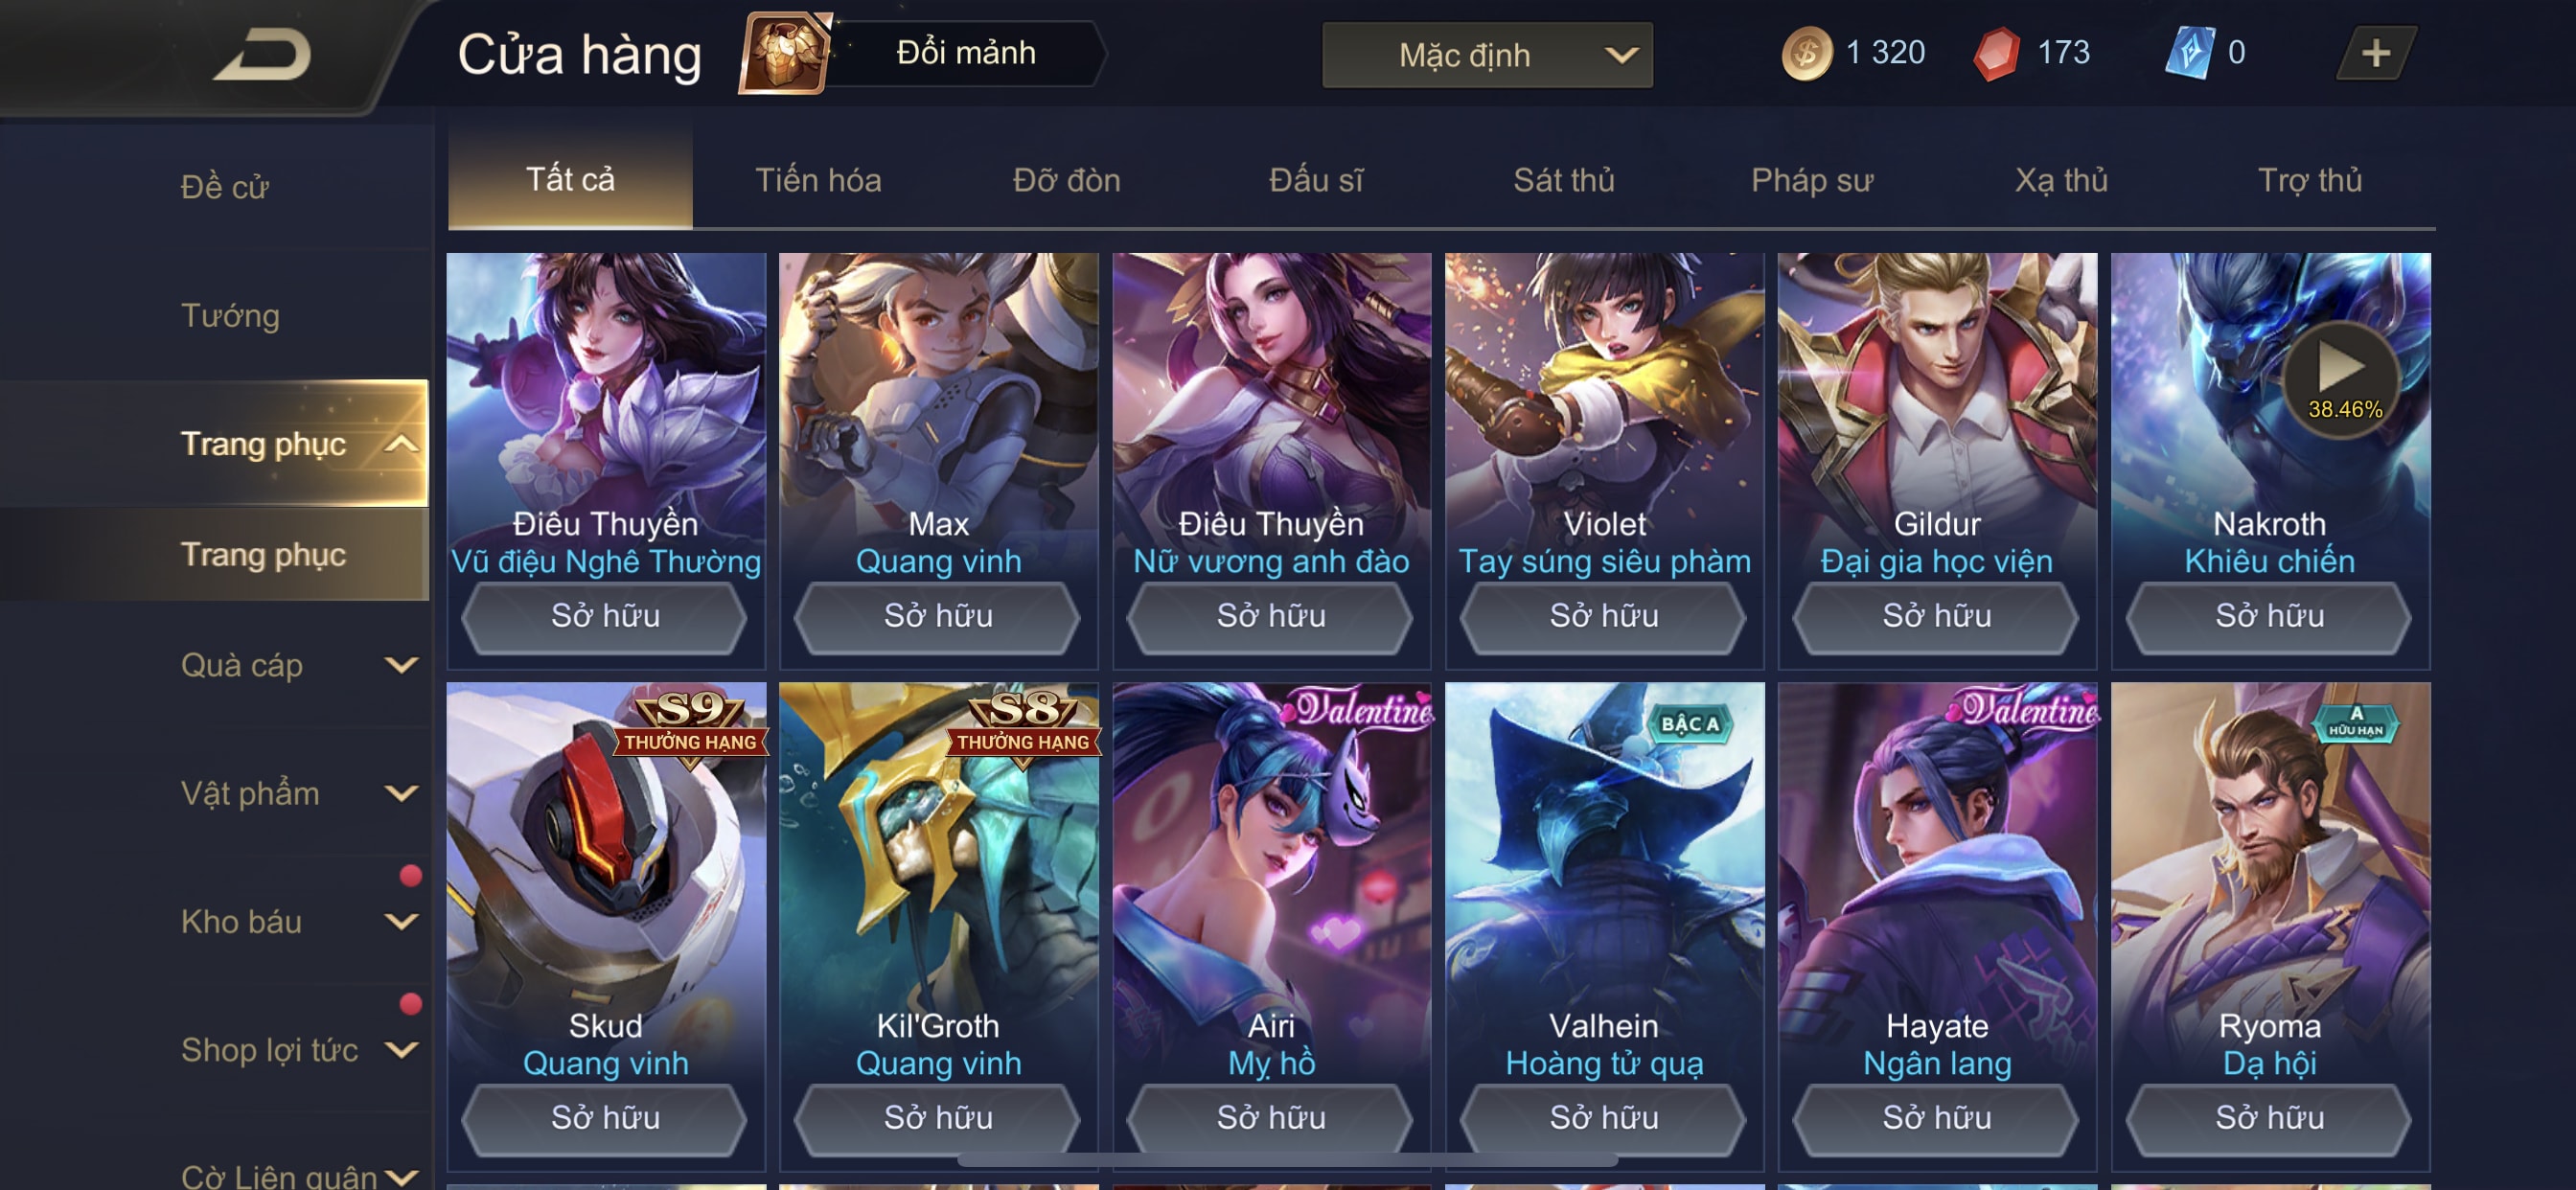 Cửa hàng
Đổi mảnh
Mặc định
1 320
173
0
Đề cử
Tướng
Trang phục
Trang phục
Quà cáp
Vật phẩm
Kho báu
Shop lợi tức
Cờ Liên quân
Tất cả
Tiến hóa
Đỡ đòn
Đấu sĩ
Sát thủ
Pháp sư
Xạ thủ
Trợ thủ
Điêu Thuyền
Vũ điệu Nghê Thường
Sở hữu
Max
Quang vinh
Sở hữu
Điêu Thuyền
Nữ vương anh đào
Sở hữu
Violet
Tay súng siêu phàm
Sở hữu
Gildur
Đại gia học viện
Sở hữu
38.46%
Nakroth
Khiêu chiến
Sở hữu
S9
THƯỞNG HẠNG
Skud
Quang vinh
Sở hữu
S8
THƯỞNG HẠNG
Kil'Groth
Quang vinh
Sở hữu
Valentine
Airi
Mỵ hồ
Sở hữu
BẬC A
Valhein
Hoàng tử quạ
Sở hữu
Valentine
Hayate
Ngân lang
Sở hữu
A
HỮU HẠN
Ryoma
Dạ hội
Sở hữu